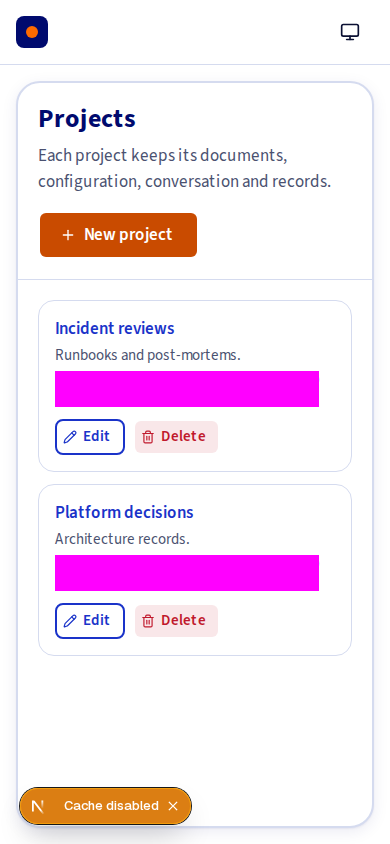 Projects
Each project keeps its documents,
configuration, conversation and records.
New project
Incident reviews
Runbooks and post-mortems.
Edit Delete
Platform decisions
Architecture records.
Edit Delete
Cache disabled